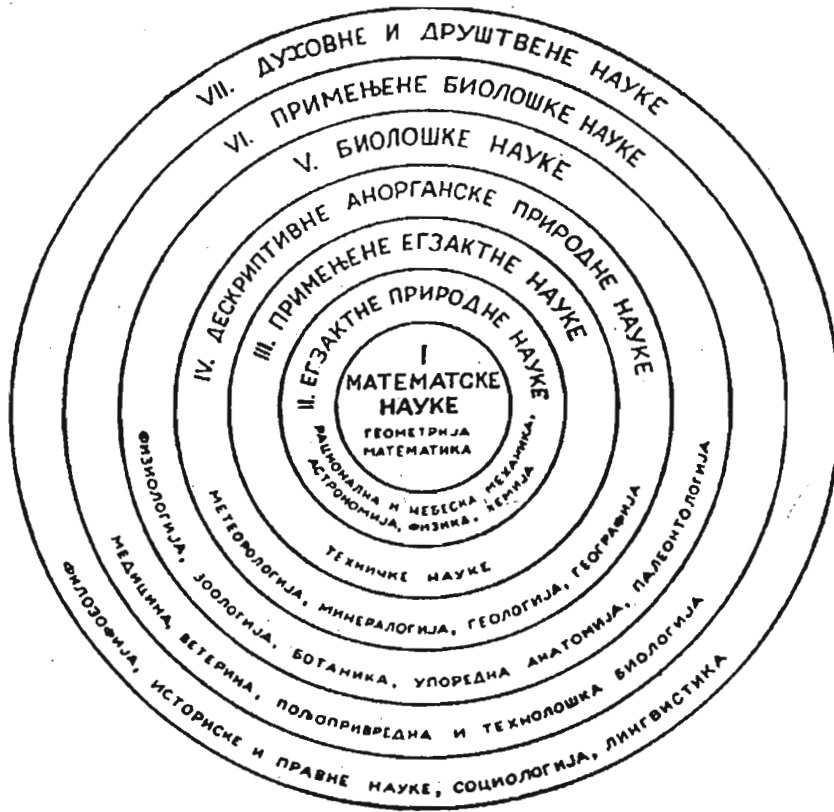 VII. ДУХОВНЕ И ДРУШТВЕНЕ НАУКЕ
VI. ПРИМЕЊЕНЕ БИОЛОШКЕ НАУКЕ
V. БИОЛОШКЕ НАУКЕ
IV. ДЕСКРИПТИВНЕ АНОРГАНСКЕ ПРИРОДНЕ НАУКЕ
III. ПРИМЕЊЕНЕ ЕГЗАКТНЕ НАУКЕ
II. ЕГЗАКТНЕ ПРИРОДНЕ НАУКЕ
I
МАТЕМАТСКЕ
НАУКЕ
ГЕОМЕТРИЈА
МАТЕМАТИКА
РАЦИОНАЛНА И НЕБЕСКА МЕХАНИКА,
АСТРОНОМИЈА, ФИЗИКА, ХЕМИЈА
ТЕХНИЧКЕ НАУКЕ
МЕТЕОРОЛОГИЈА, МИНЕРАЛОГИЈА, ГЕОЛОГИЈА, ГЕОГРАФИЈА
ФИЗИОЛОГИЈА, ЗООЛОГИЈА, БОТАНИКА, УПОРЕДНА АНАТОМИЈА, ПАЛЕОНТОЛОГИЈА
МЕДИЦИНА, ВЕТЕРИНА, ПОЉОПРИВРЕДНА И ТЕХНОЛОШКА БИОЛОГИЈА
ФИЛОЗОФИЈА, ИСТОРИСКЕ И ПРАВНЕ НАУКЕ, СОЦИОЛОГИЈА, ЛИНГВИСТИКА